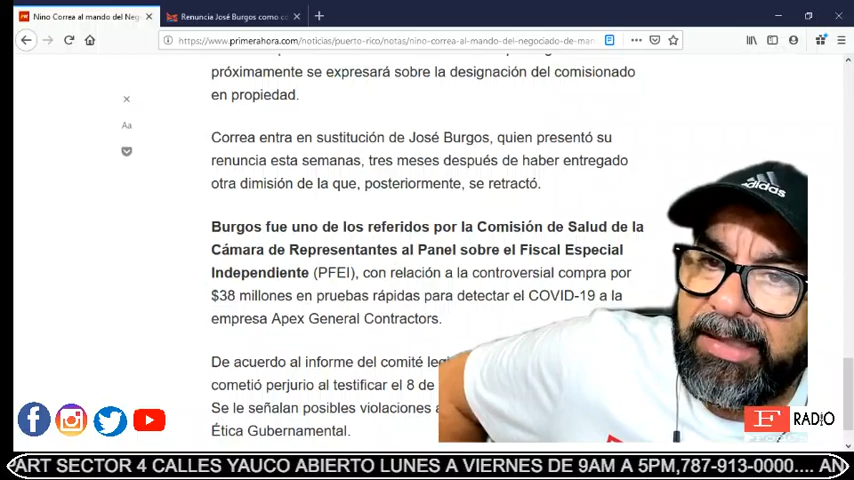 Nino Correa al mando del Neg
Renuncia José Burgos como co
https://www.primerahora.com/noticias/puerto-rico/notas/nino-correa-al-mando-del-negociado-de-man
próximamente se expresará sobre la designación del comisionado
en propiedad.
Aa
Correa entra en sustitución de José Burgos, quien presentó su
renuncia esta semanas, tres meses después de haber entregado
otra dimisión de la que, posteriormente, se retractó.
adidas
Burgos fue uno de los referidos por la Comisión de Salud de la
Cámara de Representantes al Panel sobre el Fiscal Especial
Independiente (PFEI), con relación a la controversial compra por
$38 millones en pruebas rápidas para detectar el COVID-19 a la
empresa Apex General Contractors.
De acuerdo al informe del comité leg
cometió perjurio al testificar el 8 de
Se le señalan posibles violaciones a
Ética Gubernamental.
F RADIO
PART SECTOR 4 CALLES YAUCO ABIERTO LUNES A VIERNES DE 9AM A 5PM,787-913-0000.... AN